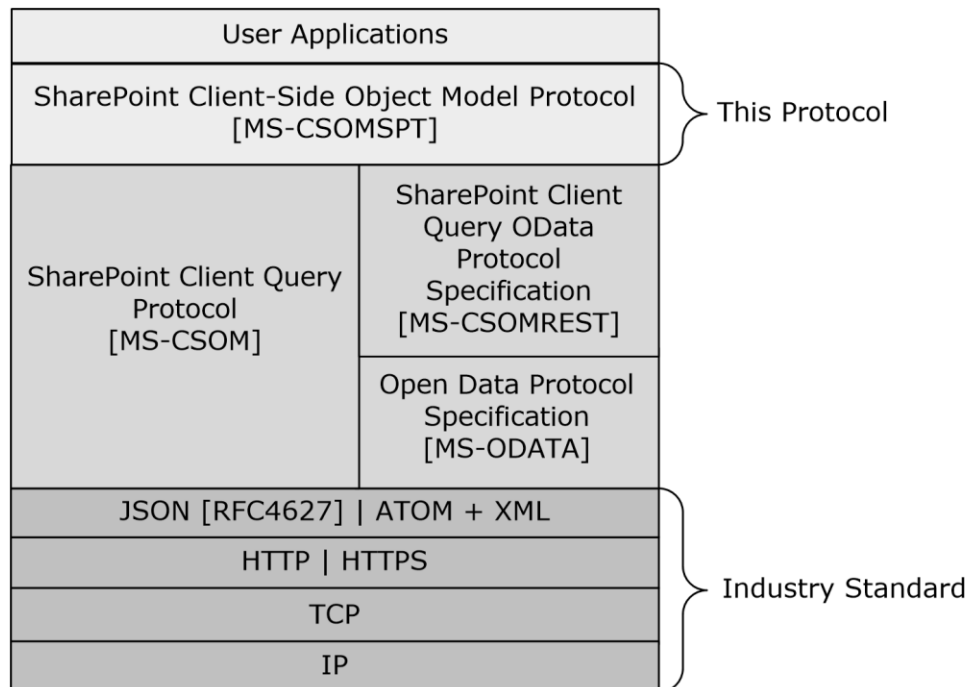 User Applications
SharePoint Client-Side Object Model Protocol
[MS-CSOMSPT]
This Protocol
SharePoint Client Query
Protocol
[MS-CSOM]
SharePoint Client
Query OData
Protocol
Specification
[MS-CSOMREST]
Open Data Protocol
Specification
[MS-ODATA]
JSON [RFC4627] | ATOM + XML
HTTP | HTTPS
TCP
IP
Industry Standard